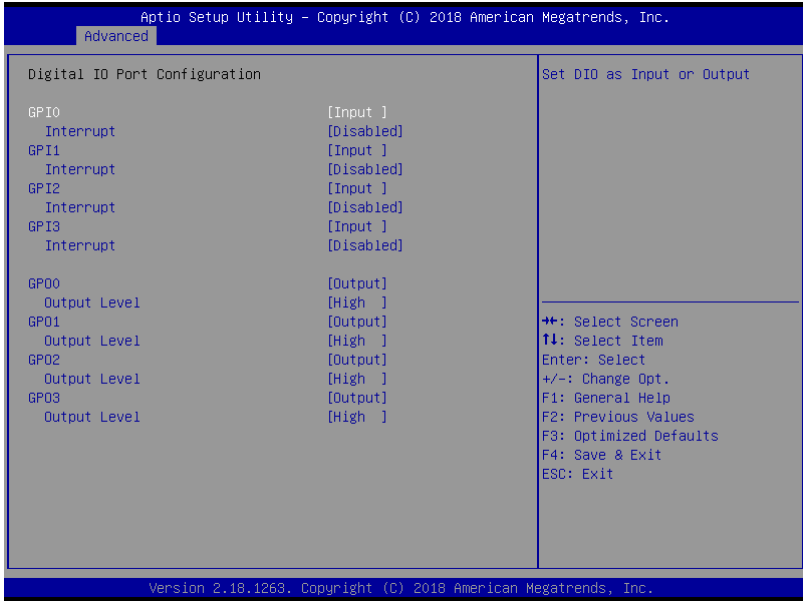 Aptio Setup Utility – Copyright (C) 2018 American Megatrends, Inc.
Advanced
Digital IO Port Configuration
GPI0 [Input ]
Interrupt [Disabled]
GPI1 [Input ]
Interrupt [Disabled]
GPI2 [Input ]
Interrupt [Disabled]
GPI3 [Input ]
Interrupt [Disabled]
GPO0 [Output]
Output Level [High ]
GPO1 [Output]
Output Level [High ]
GPO2 [Output]
Output Level [High ]
GPO3 [Output]
Output Level [High ]
Set DIO as Input or Output
→←: Select Screen
↑↓: Select Item
Enter: Select
+/-: Change Opt.
F1: General Help
F2: Previous Values
F3: Optimized Defaults
F4: Save & Exit
ESC: Exit
Version 2.18.1263. Copyright (C) 2018 American Megatrends, Inc.